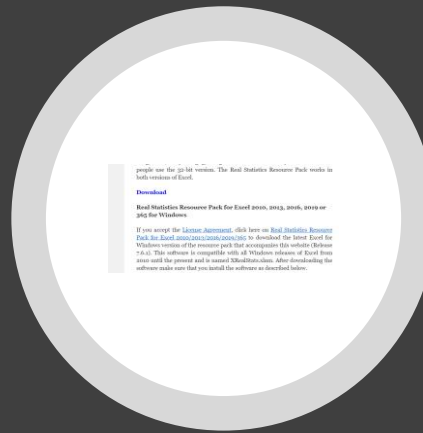 people use the 32-bit version. The Real Statistics Resource Pack works in
both versions of Excel.
Download
Real Statistics Resource Pack for Excel 2010, 2013, 2016, 2019 or
365 for Windows
If you accept the License Agreement, click here on Real Statistics Resource
Pack for Excel 2010/2013/2016/2019/365 to download the latest Excel for
Windows version of the resource pack that accompanies this website (Release
7.6.1). This software is compatible with all Windows releases of Excel from
2010 until the present and is named XRealStats.xlam. After downloading the
software make sure that you install the software as described below.